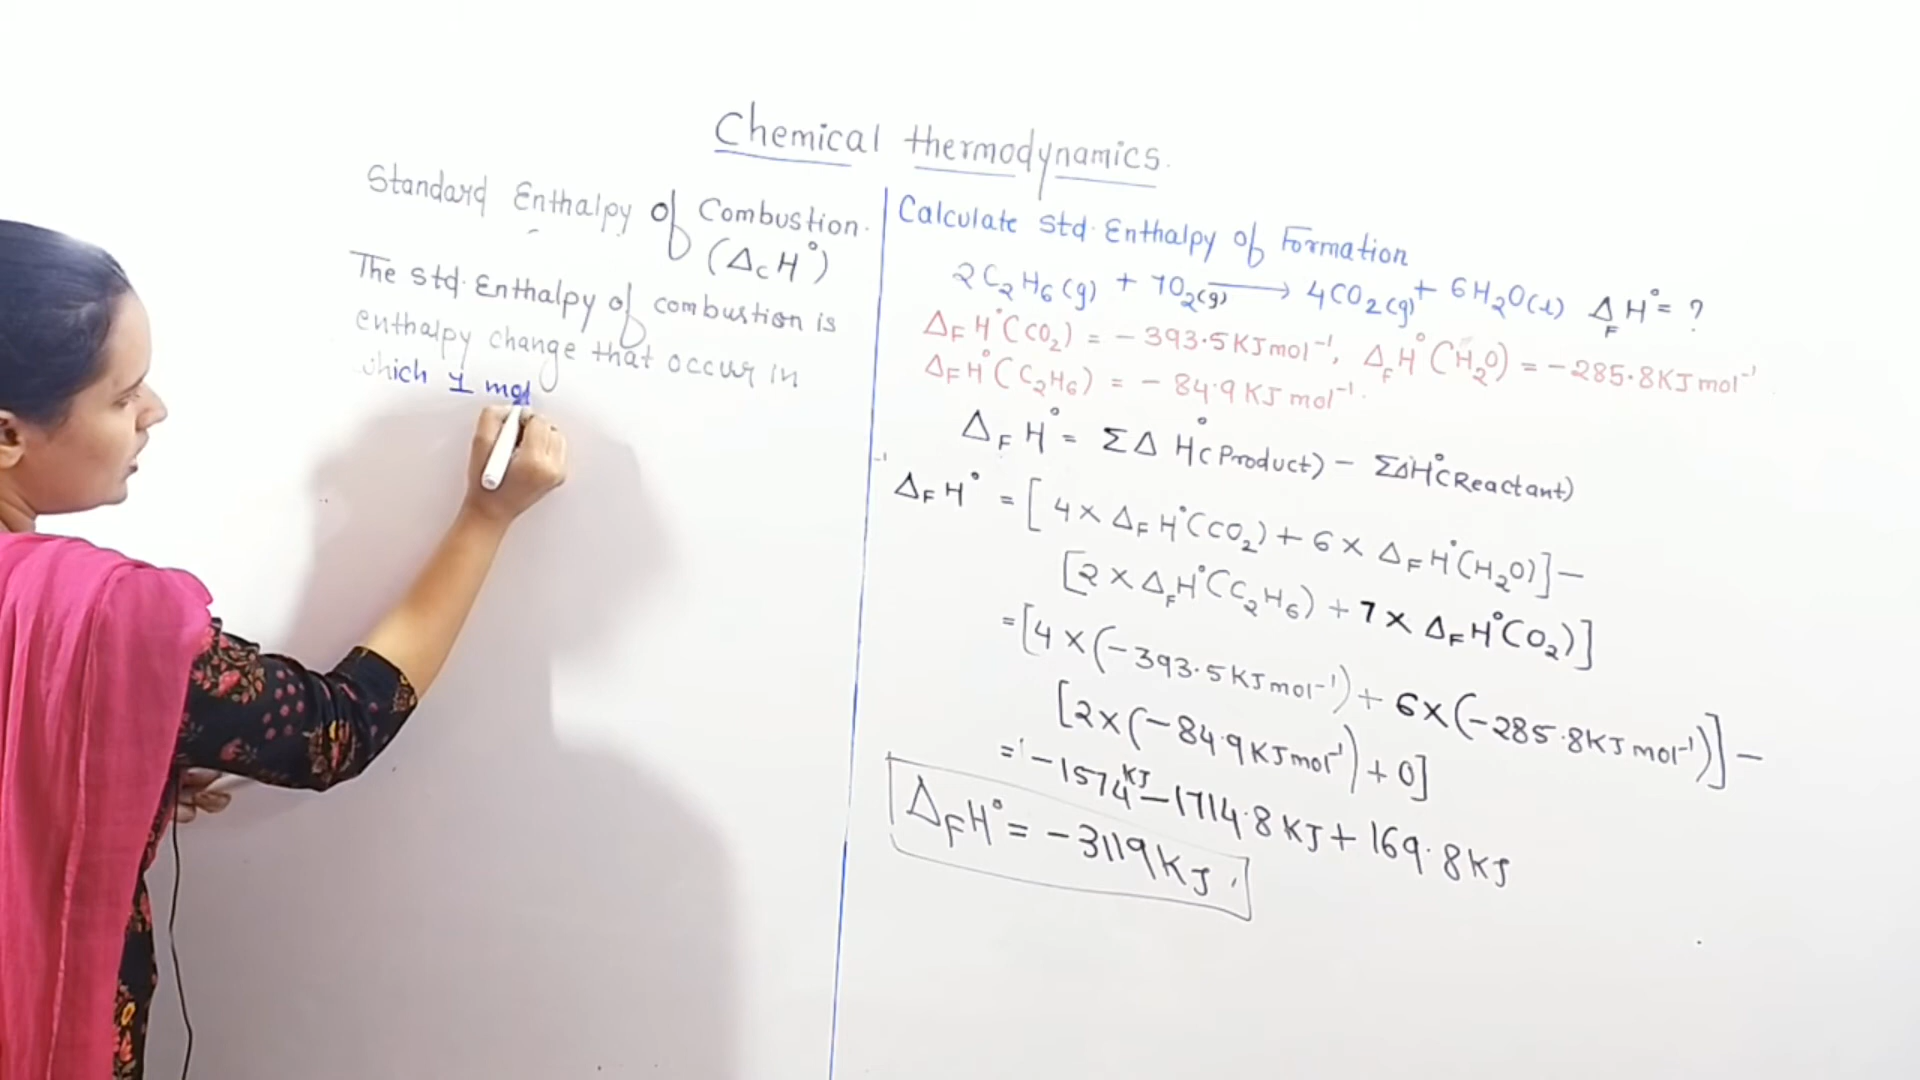 Chemical thermodynamics.
Standard Enthalpy of Combustion.
(ΔcH°)
The std. Enthalpy of combustion is
enthalpy change that occur in
which 1 mol
Calculate std. Enthalpy of Formation
2C₂H₆(g) + 7O₂(g) ⟶ 4CO₂(g) + 6H₂O(l) ΔFH° = ?
ΔFH°(CO₂) = -393.5KJmol⁻¹, ΔFH°(H₂O) = -285.8KJmol⁻¹
ΔFH°(C₂H₆) = -84.9KJmol⁻¹.
ΔFH° = ΣΔH°(Product) - ΣΔH°(Reactant)
ΔFH° = [4 × ΔFH°(CO₂) + 6 × ΔFH°(H₂O)] -
[2 × ΔFH°(C₂H₆) + 7 × ΔFH°(O₂)]
= [4 × (-393.5KJmol⁻¹) + 6 × (-285.8KJmol⁻¹)] -
[2 × (-84.9KJmol⁻¹) + 0]
= -1574KJ - 1714.8KJ + 169.8KJ
ΔFH° = -3119KJ.